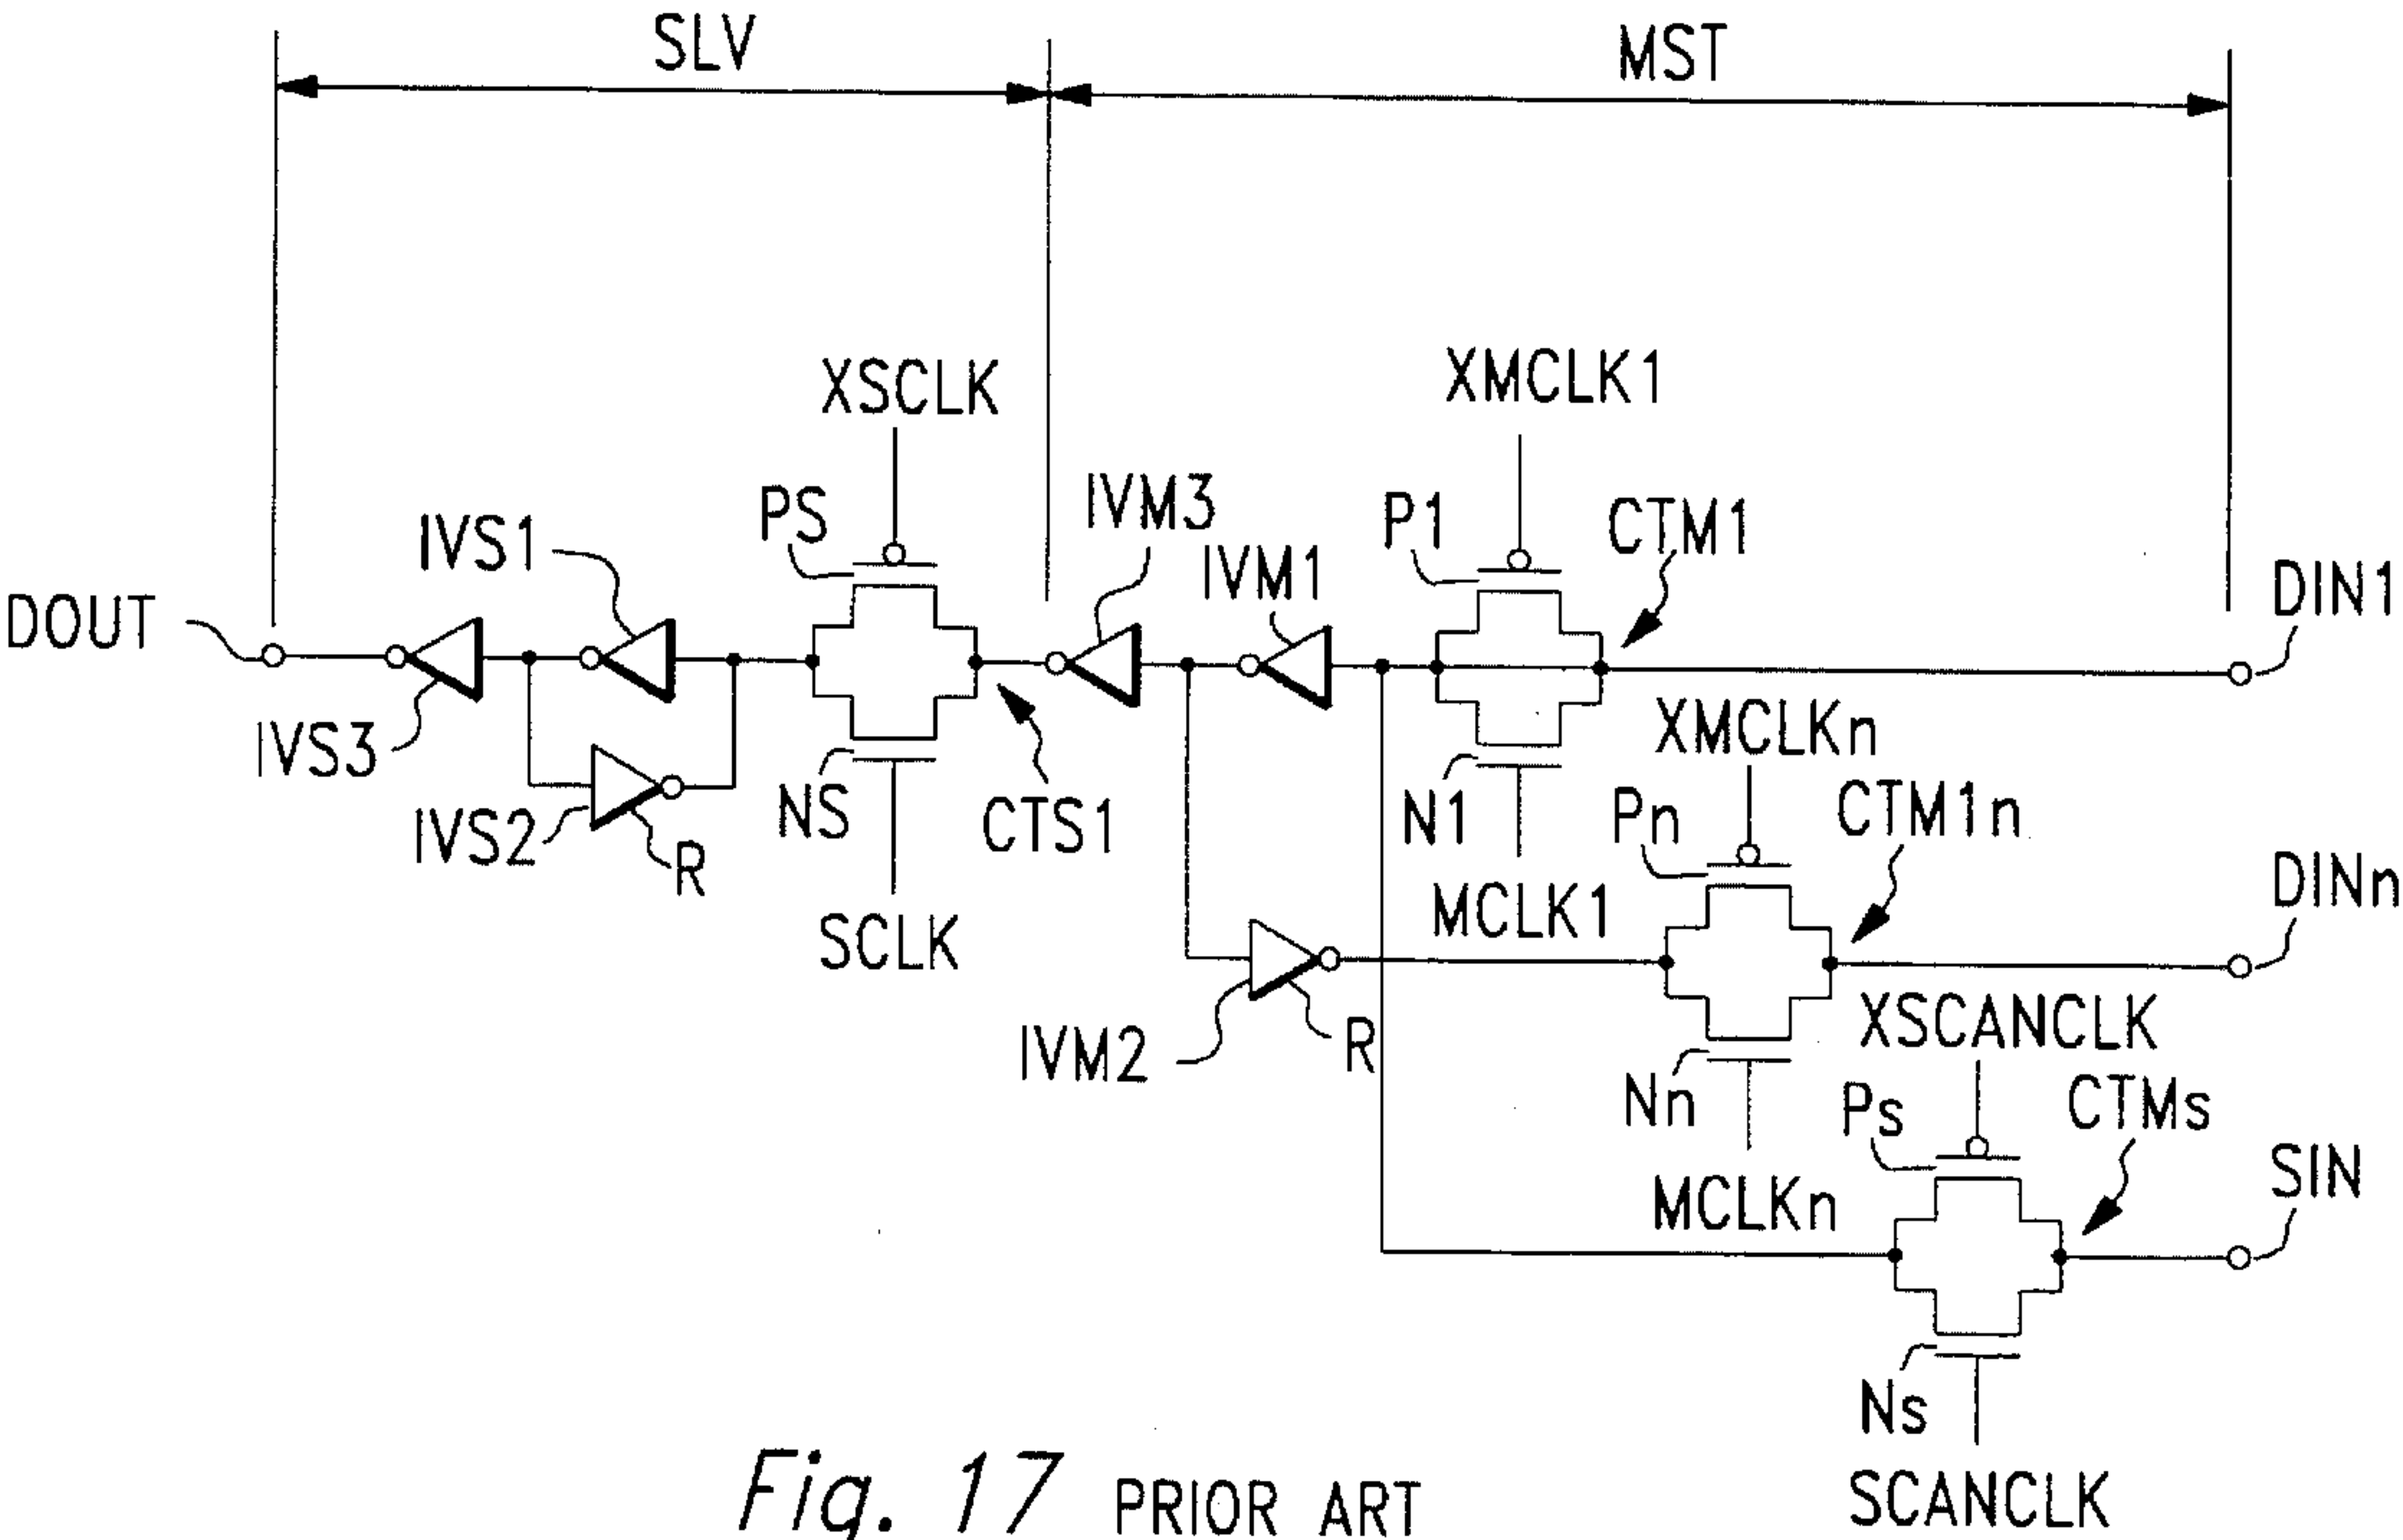 SLV
MST
XSCLK
XMCLK1
PS
IVM3
P1
CTM1
IVS1
IVM1
DIN1
DOUT
XMCLKn
IVS3
NS
CTS1
N1
Pn
CTM1n
IVS2
R
DINn
SCLK
MCLK1
XSCANCLK
IVM2
R
Nn
Ps
CTMs
MCLKn
SIN
Ns
SCANCLK
Fig. 17 PRIOR ART